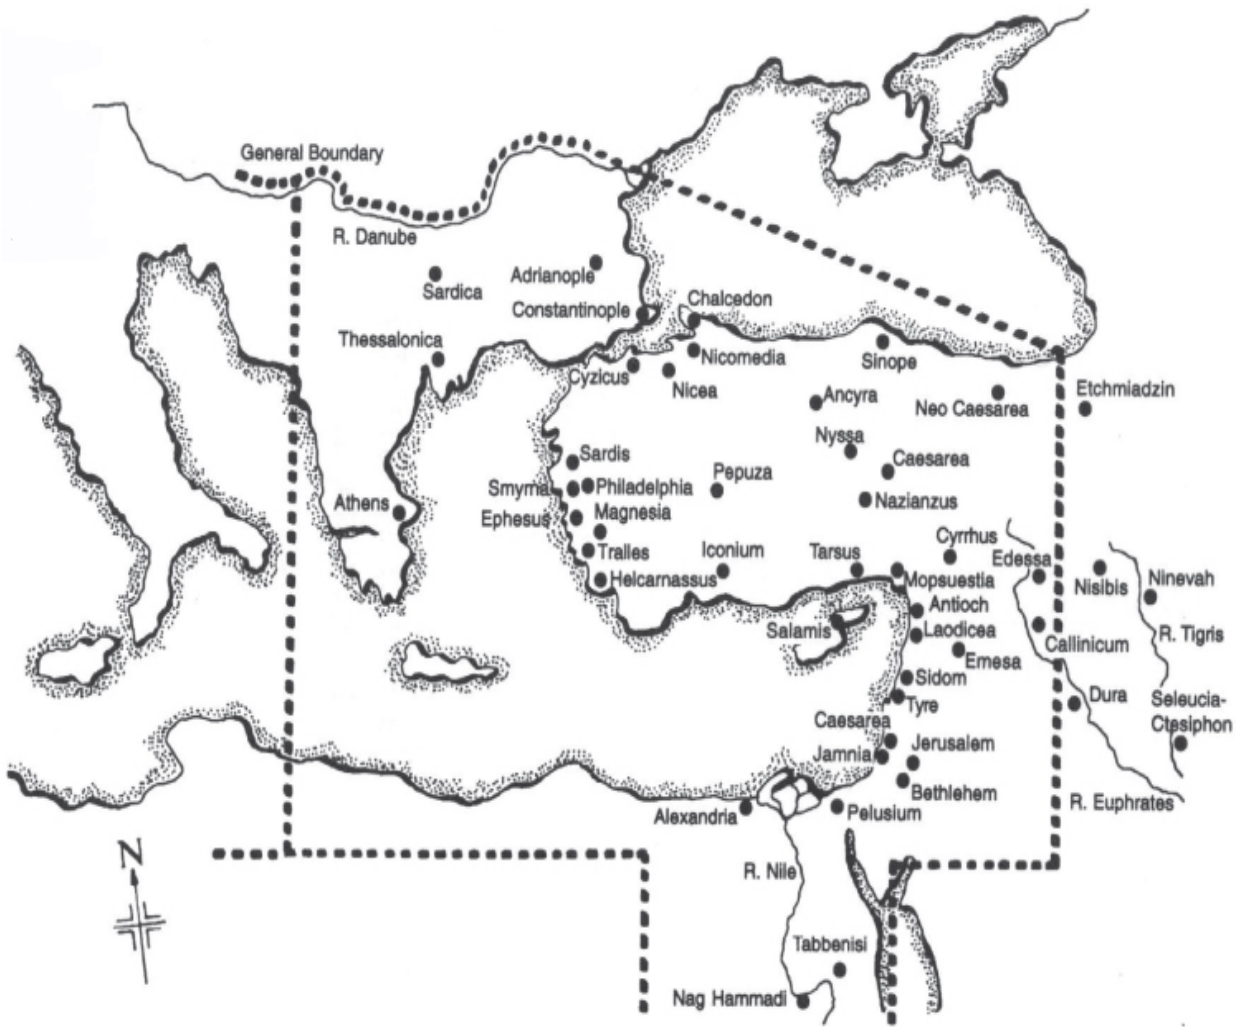 General Boundary
R. Danube
Adrianople
Sardica
Constantinople
Chalcedon
Thessalonica
Nicomedia
Sinope
Cyzicus
Nicea
Etchmiadzin
Ancyra
Neo Caesarea
Nyssa
Sardis
Caesarea
Pepuza
Smyrna
Philadelphia
Nazianzus
Athens
Magnesia
Ephesus
Cyrrhus
Tralles
Iconium
Tarsus
Edessa
Helcarnassus
Mopsuestia
Nisibis
Ninevah
Antioch
Salamis
Laodicea
R. Tigris
Callinicum
Emesa
Sidom
Dura
Seleucia-
Ctesiphon
Tyre
Caesarea
Jerusalem
Jamnia
Bethlehem
R. Euphrates
Alexandria
Pelusium
N
R. Nile
Tabbenisi
Nag Hammadi